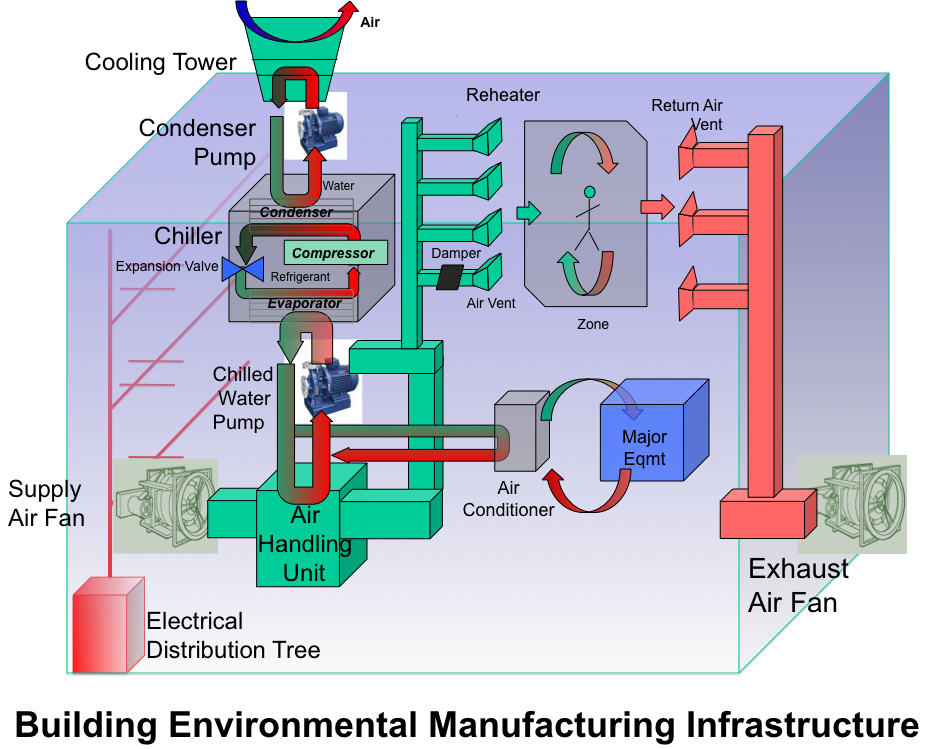 Air
Cooling Tower
Reheater
Return Air
Vent
Condenser
Pump
Water
Condenser
Chiller
Compressor
Damper
Expansion Valve
Refrigerant
Evaporator
Air Vent
Zone
Chilled
Water
Pump
Major
Eqmt
Supply
Air Fan
Air
Conditioner
Air
Handling
Unit
Exhaust
Air Fan
Electrical
Distribution Tree
Building Environmental Manufacturing Infrastructure